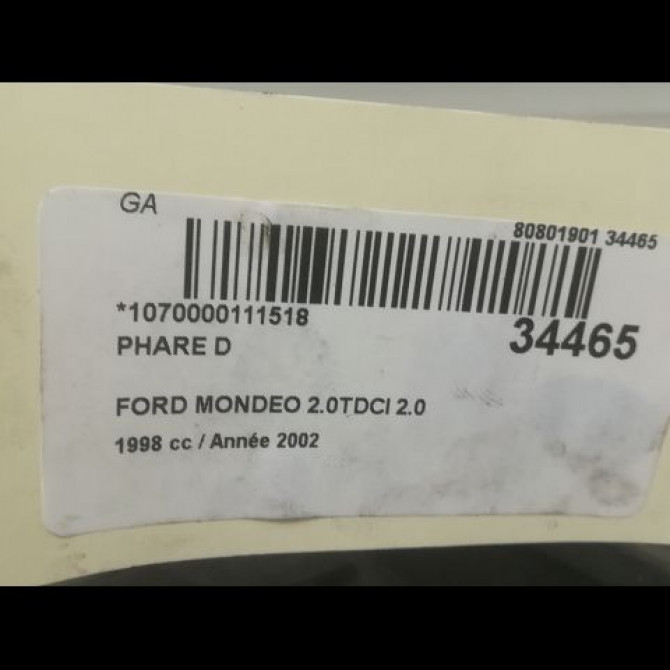 GA
80801901 34465
*1070000111518
34465
PHARE D
FORD MONDEO 2.0TDCI 2.0
1998 cc / Année 2002